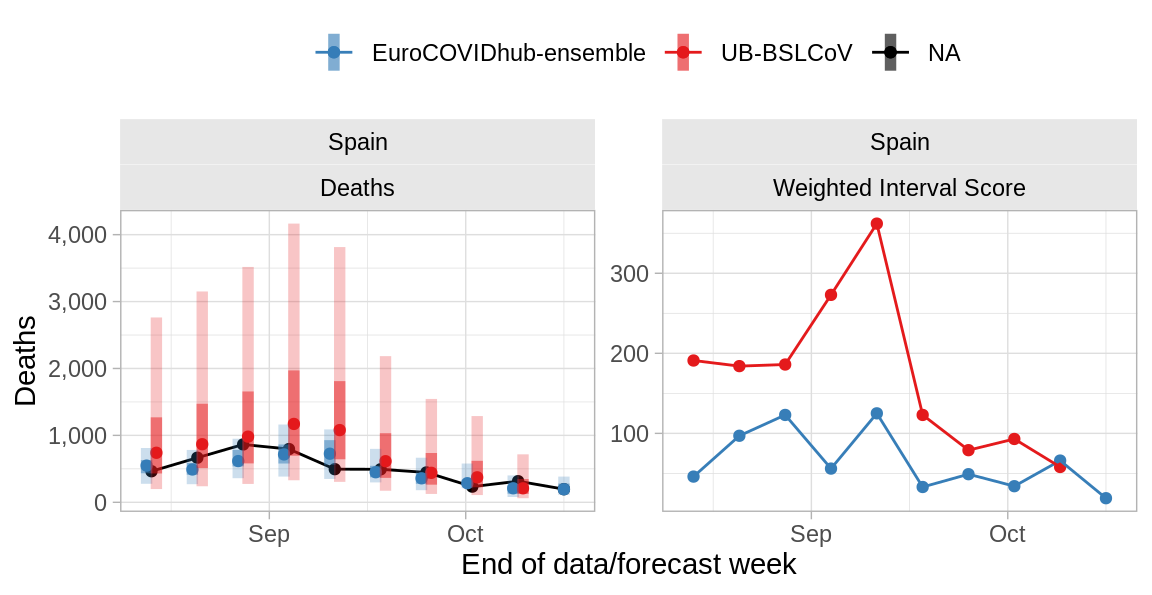 EuroCOVIDhub-ensemble UB-BSLCoV NA
Spain Spain
Deaths Weighted Interval Score
4,000
3,000
2,000
1,000
0
Deaths
300
200
100
Sep Oct Sep Oct
End of data/forecast week